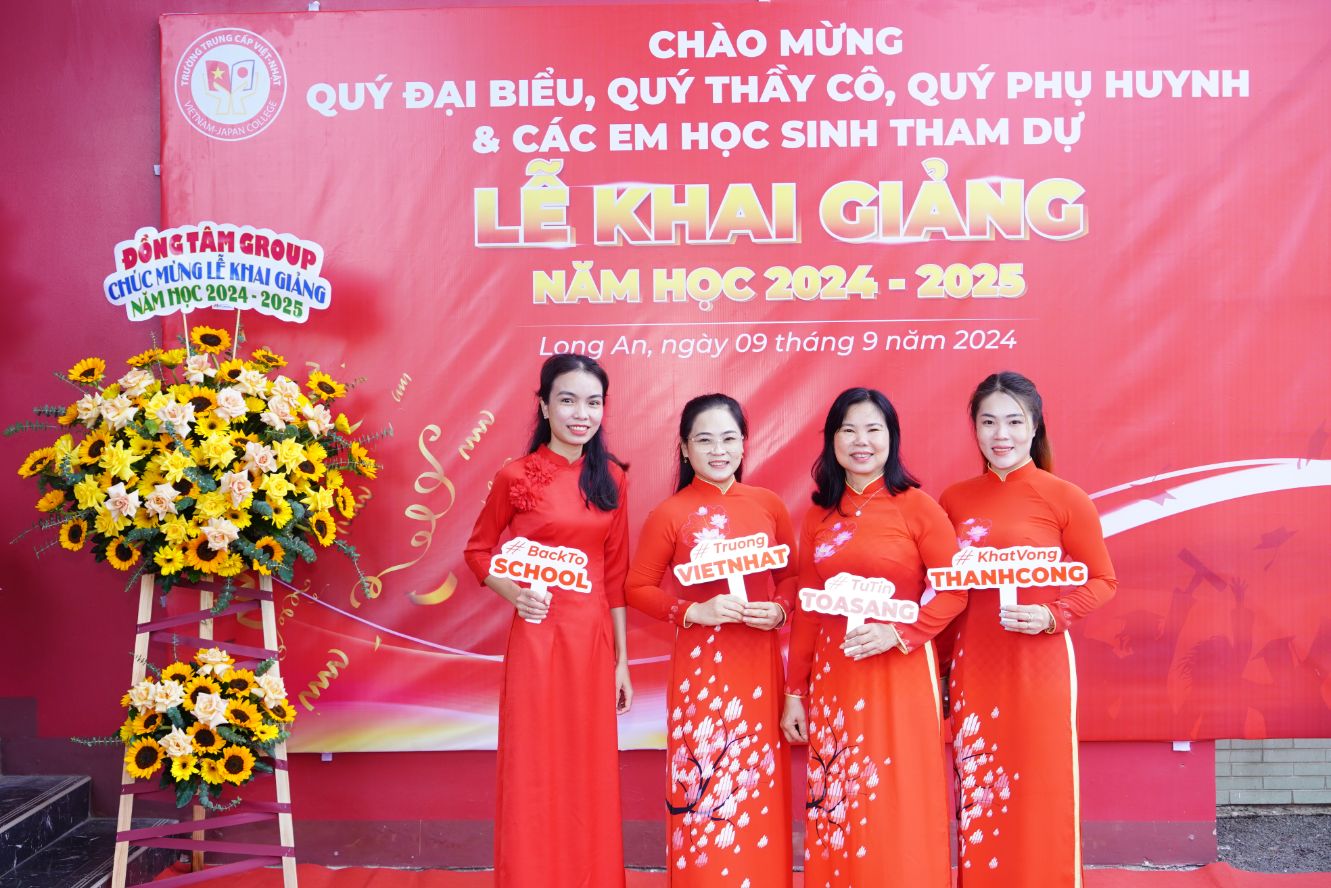 TRƯỜNG TRUNG CẤP VIỆT-NHẬT
VIETNAM-JAPAN COLLEGE
CHÀO MỪNG
QUÝ ĐẠI BIỂU, QUÝ THẦY CÔ, QUÝ PHỤ HUYNH
& CÁC EM HỌC SINH THAM DỰ
LỄ KHAI GIẢNG
NĂM HỌC 2024 - 2025
Long An, ngày 09 tháng 9 năm 2024
ĐỒNG TÂM GROUP
CHÚC MỪNG LỄ KHAI GIẢNG
NĂM HỌC 2024 - 2025
#BackTo
SCHOOL
#Truong
VIETNHAT
#TuTin
TOASANG
#KhatVong
THANHCONG